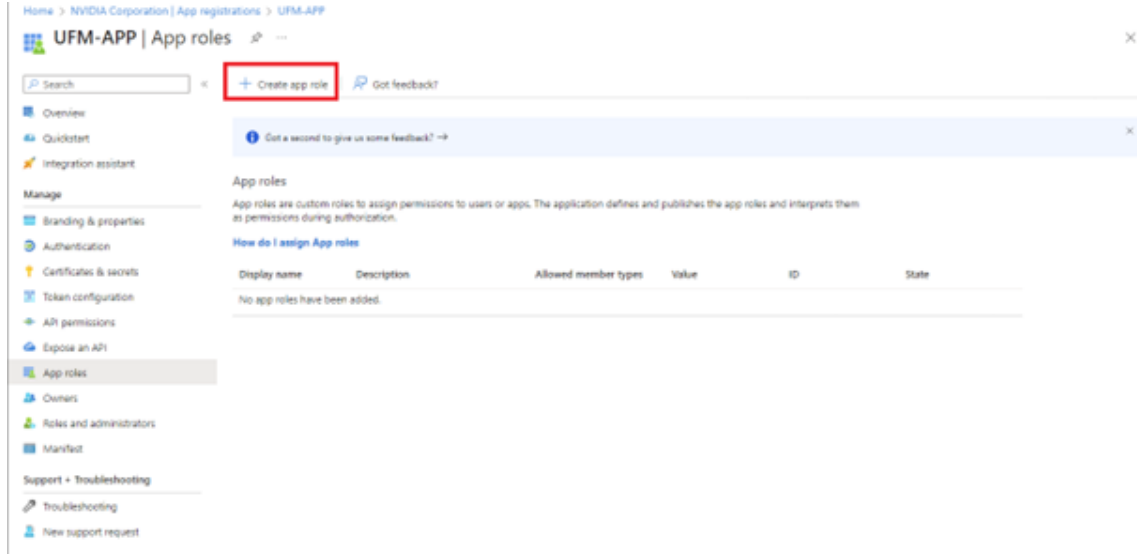 Home > NVIDIA Corporation | App registrations > UFM-APP
UFM-APP | App roles
Search
Create app role
Got feedback?
Overview
Quickstart
Integration assistant
Got a second to give us some feedback? →
Manage
Branding & properties
Authentication
Certificates & secrets
Token configuration
API permissions
Expose an API
App roles
Owners
Roles and administrators
Manifest
Support + Troubleshooting
Troubleshooting
New support request
App roles
App roles are custom roles to assign permissions to users or apps. The application defines and publishes the app roles and interprets them
as permissions during authorization.
How do I assign App roles
Display name Description Allowed member types Value ID State
No app roles have been added.